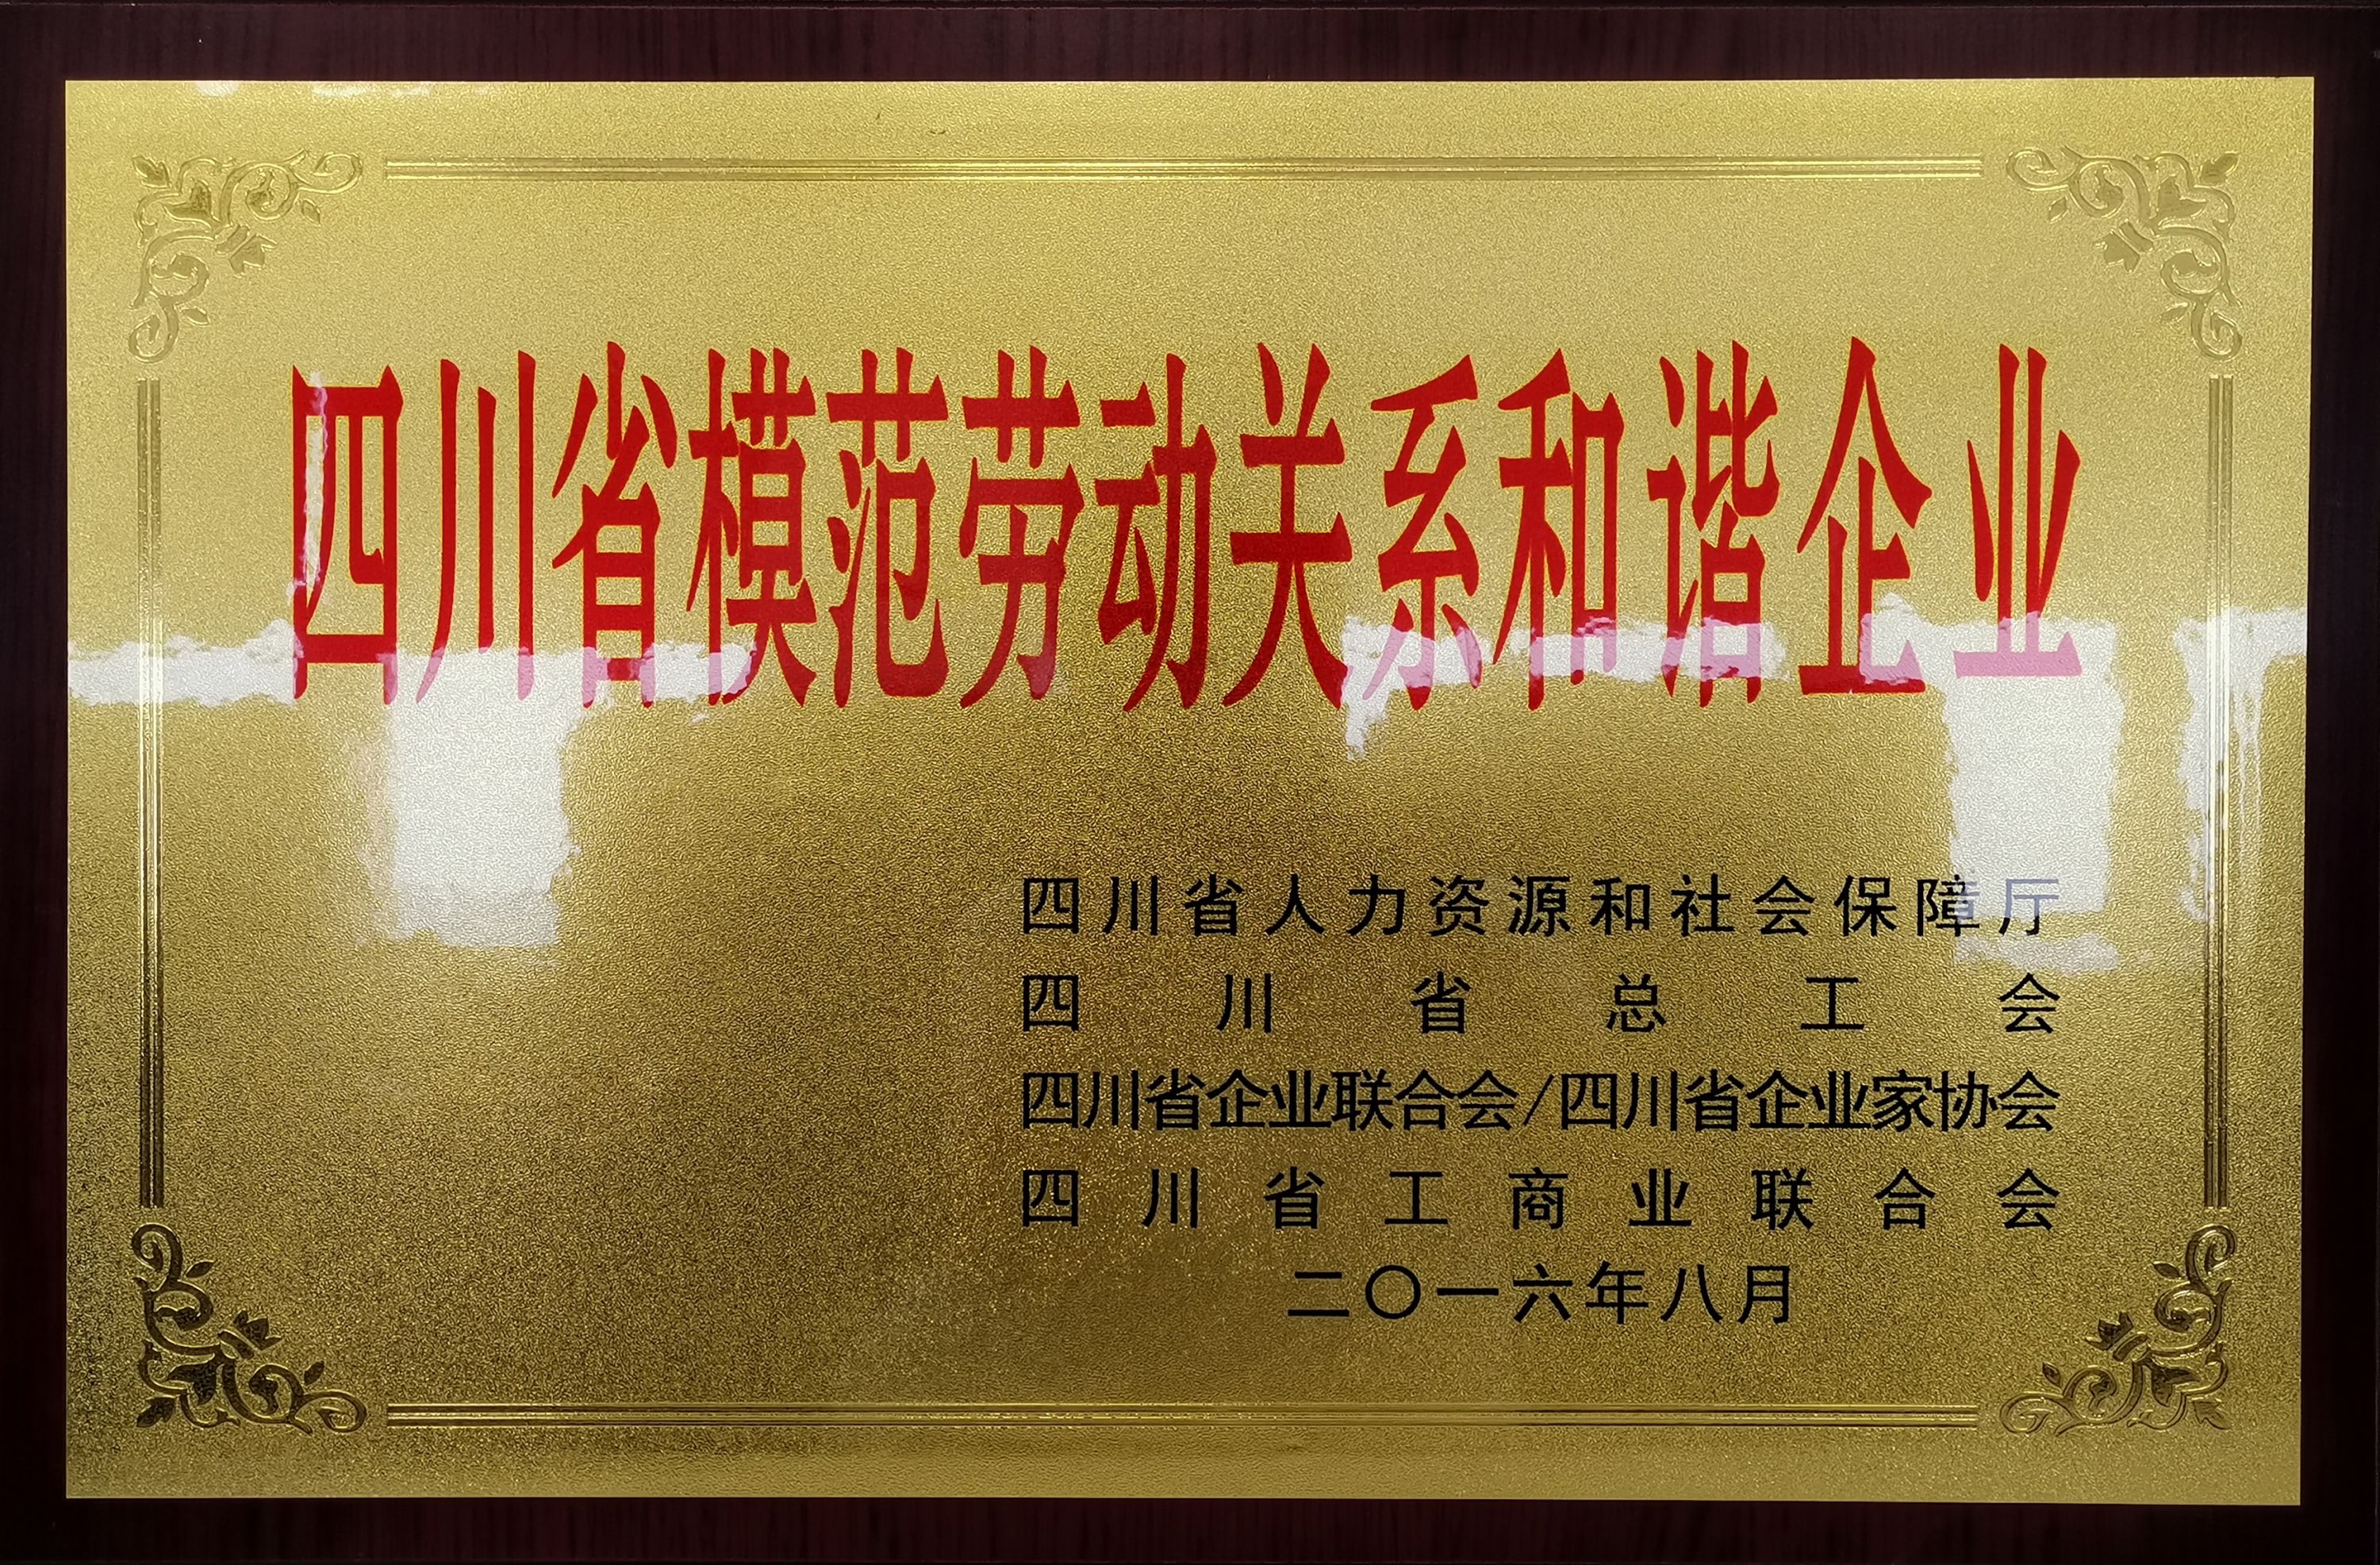 四川省模范劳动关系和谐企业
四川省人力资源和社会保障厅
四川省总工会
四川省企业联合会/四川省企业家协会
四川省工商业联合会
二〇一六年八月